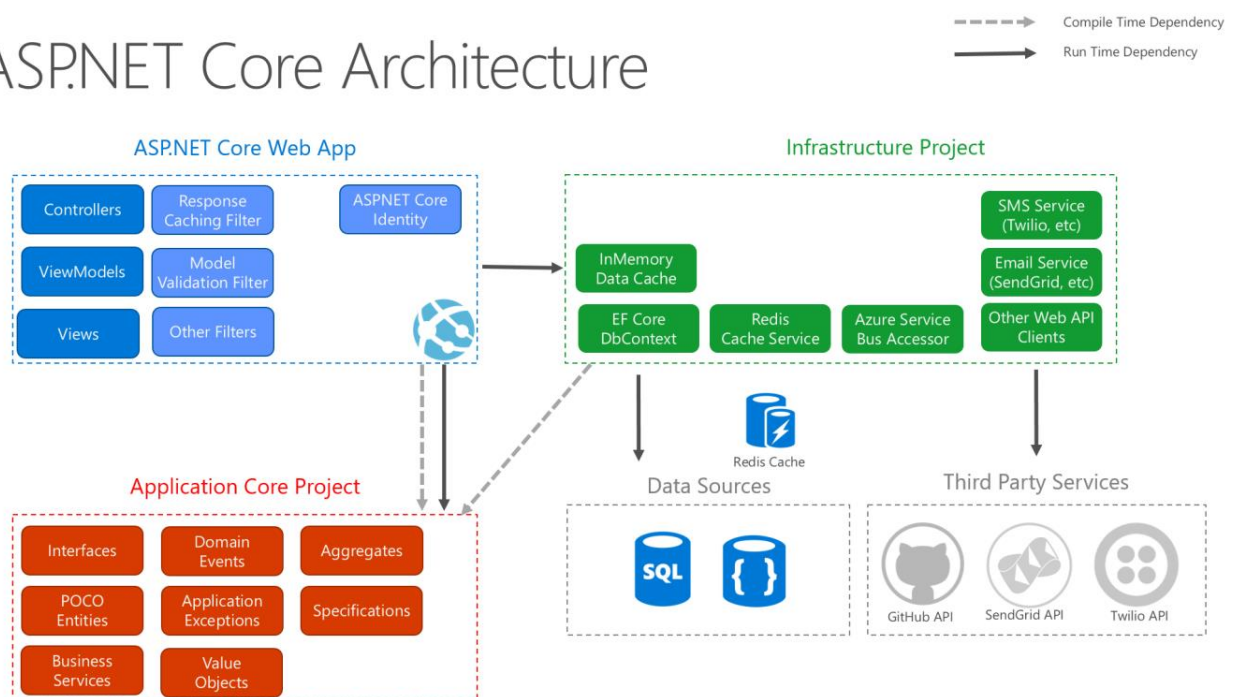 Compile Time Dependency
Run Time Dependency
ASP.NET Core Architecture
ASP.NET Core Web App
Controllers
Response
Caching Filter
ASP.NET Core
Identity
ViewModels
Model
Validation Filter
Views
Other Filters
Infrastructure Project
SMS Service
(Twilio, etc)
InMemory
Data Cache
Email Service
(SendGrid, etc)
EF Core
DbContext
Redis
Cache Service
Azure Service
Bus Accessor
Other Web API
Clients
Redis Cache
Application Core Project
Interfaces
Domain
Events
Aggregates
POCO
Entities
Application
Exceptions
Specifications
Business
Services
Value
Objects
Data Sources
SQL
{ }
Third Party Services
GitHub API
SendGrid API
Twilio API